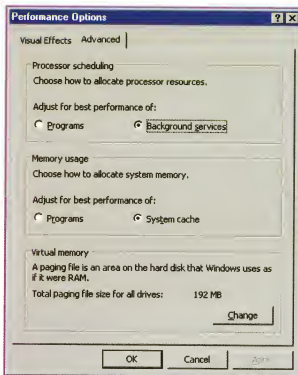 Performance Options
? X
Visual Effects Advanced
Processor scheduling
Choose how to allocate processor resources.
Adjust for best performance of:
Programs Background services
Memory usage
Choose how to allocate system memory.
Adjust for best performance of:
Programs System cache
Virtual memory
A paging file is an area on the hard disk that Windows uses as
if it were RAM.
Total paging file size for all drives: 192 MB
Change
OK Cancel Apply